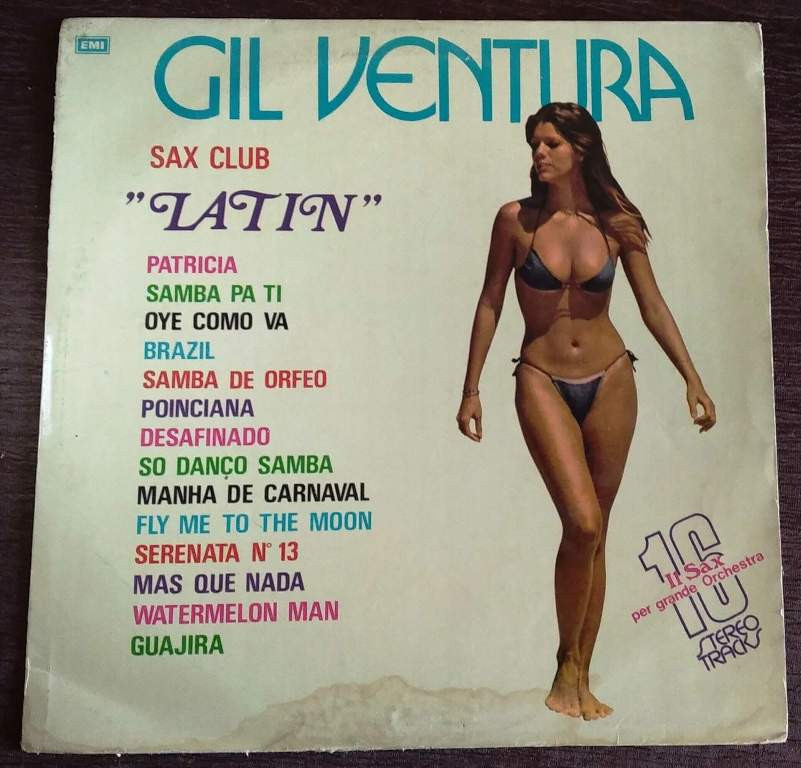 EMI
GIL VENTURA
SAX CLUB
"LATIN"
PATRICIA
SAMBA PA TI
OYE COMO VA
BRAZIL
SAMBA DE ORFEO
POINCIANA
DESAFINADO
SO DANÇO SAMBA
MANHA DE CARNAVAL
FLY ME TO THE MOON
SERENATA N° 13
MAS QUE NADA
WATERMELON MAN
GUAJIRA
16
Il Sax
per grande Orchestra
STEREO
TRACKS